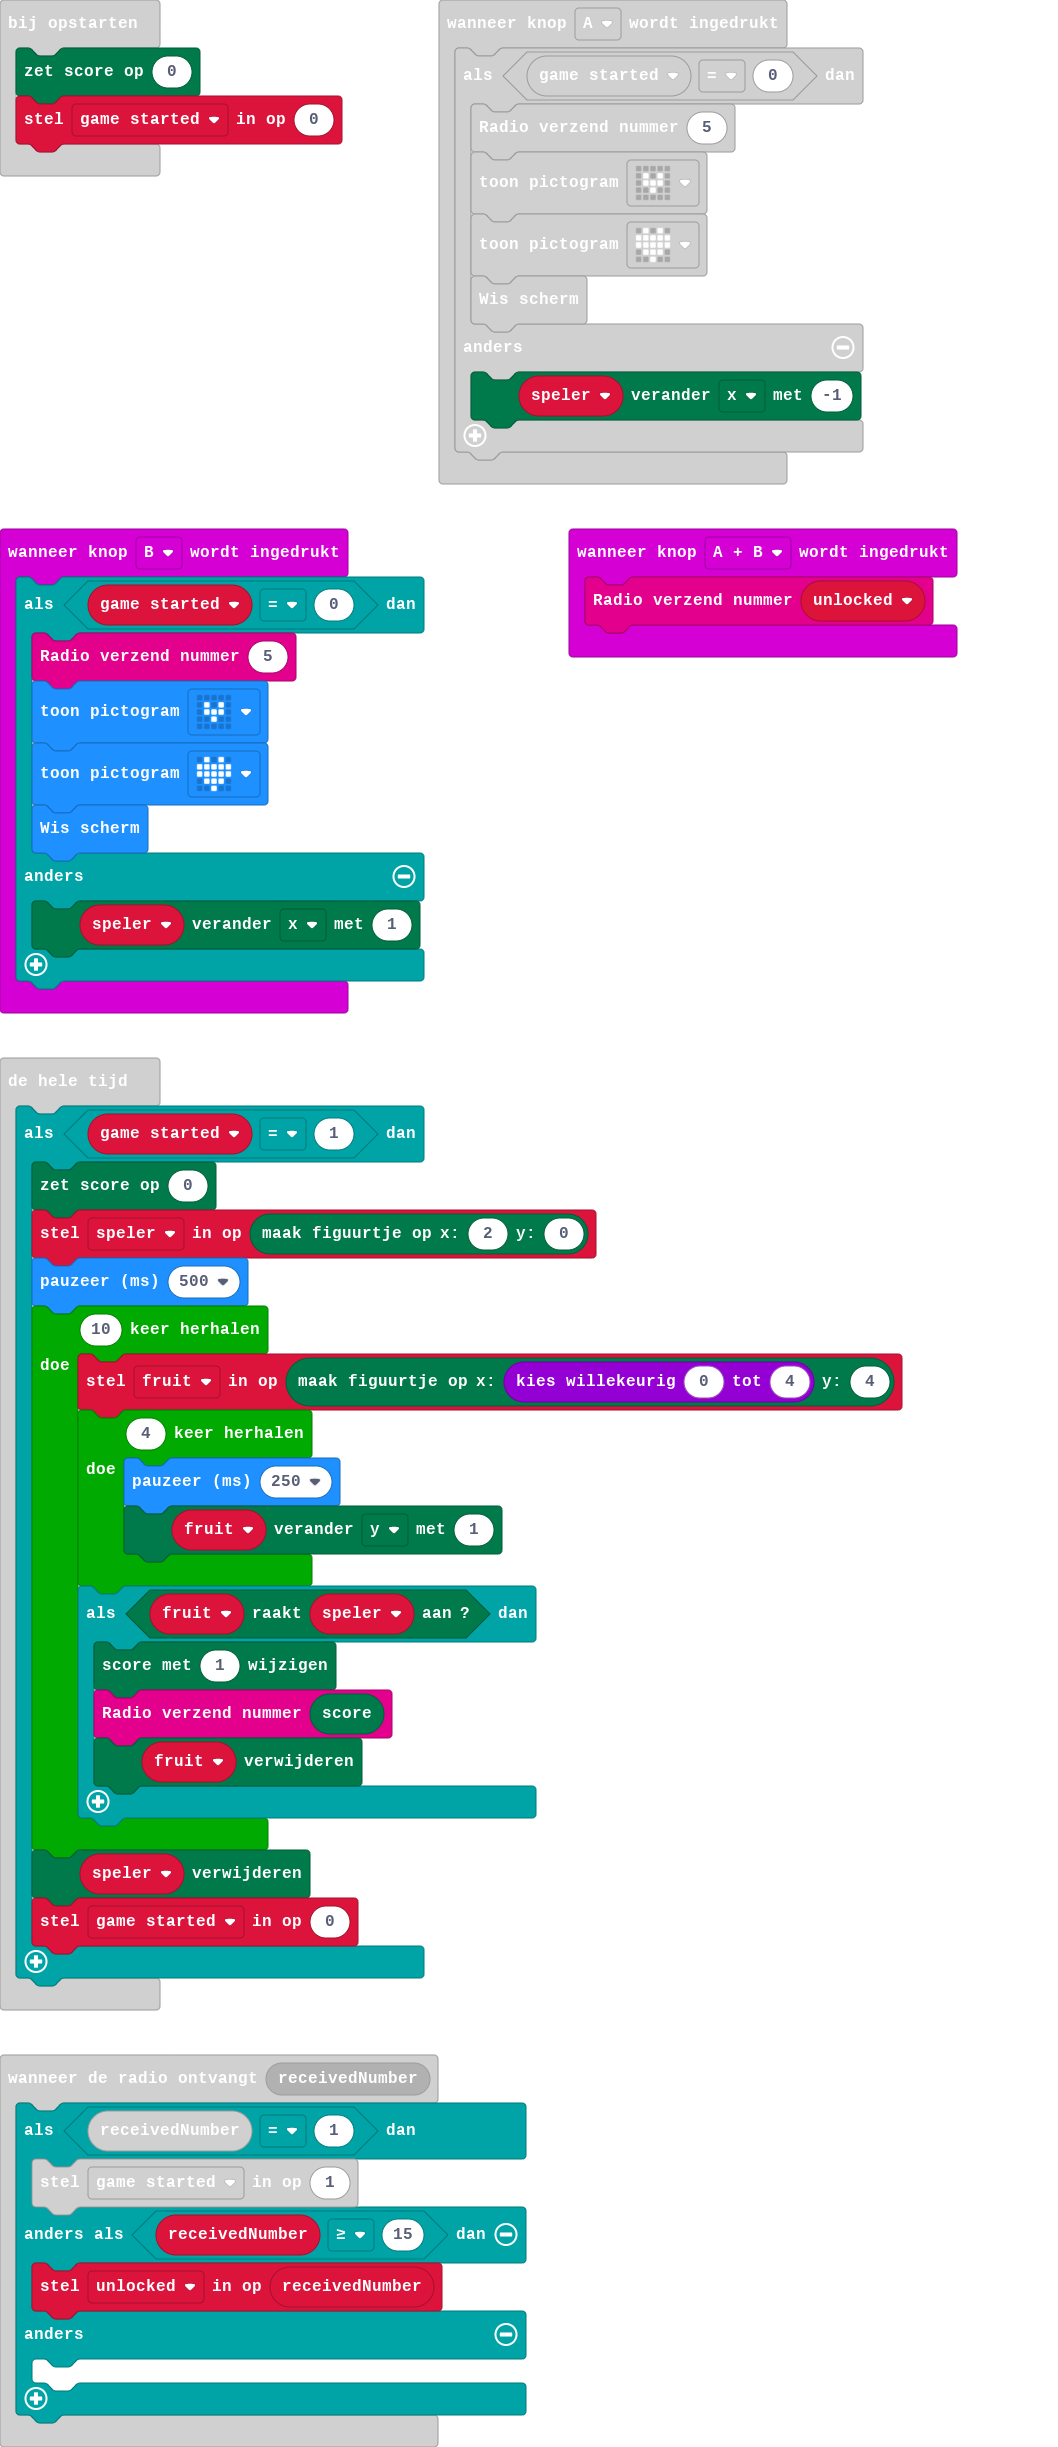 bij opstarten
zet score op 0
stel game started in op 0
wanneer knop A wordt ingedrukt
als game started = 0 dan
Radio verzend nummer 5
toon pictogram
toon pictogram
Wis scherm
anders
speler verander x met -1
wanneer knop B wordt ingedrukt
als game started = 0 dan
Radio verzend nummer 5
toon pictogram
toon pictogram
Wis scherm
anders
speler verander x met 1
wanneer knop A + B wordt ingedrukt
Radio verzend nummer unlocked
de hele tijd
als game started = 1 dan
zet score op 0
stel speler in op maak figuurtje op x: 2 y: 0
pauzeer (ms) 500
10 keer herhalen
doe
stel fruit in op maak figuurtje op x: kies willekeurig 0 tot 4 y: 4
4 keer herhalen
doe
pauzeer (ms) 250
fruit verander y met 1
als fruit raakt speler aan ? dan
score met 1 wijzigen
Radio verzend nummer score
fruit verwijderen
speler verwijderen
stel game started in op 0
wanneer de radio ontvangt receivedNumber
als receivedNumber = 1 dan
stel game started in op 1
anders als receivedNumber ≥ 15 dan
stel unlocked in op receivedNumber
anders